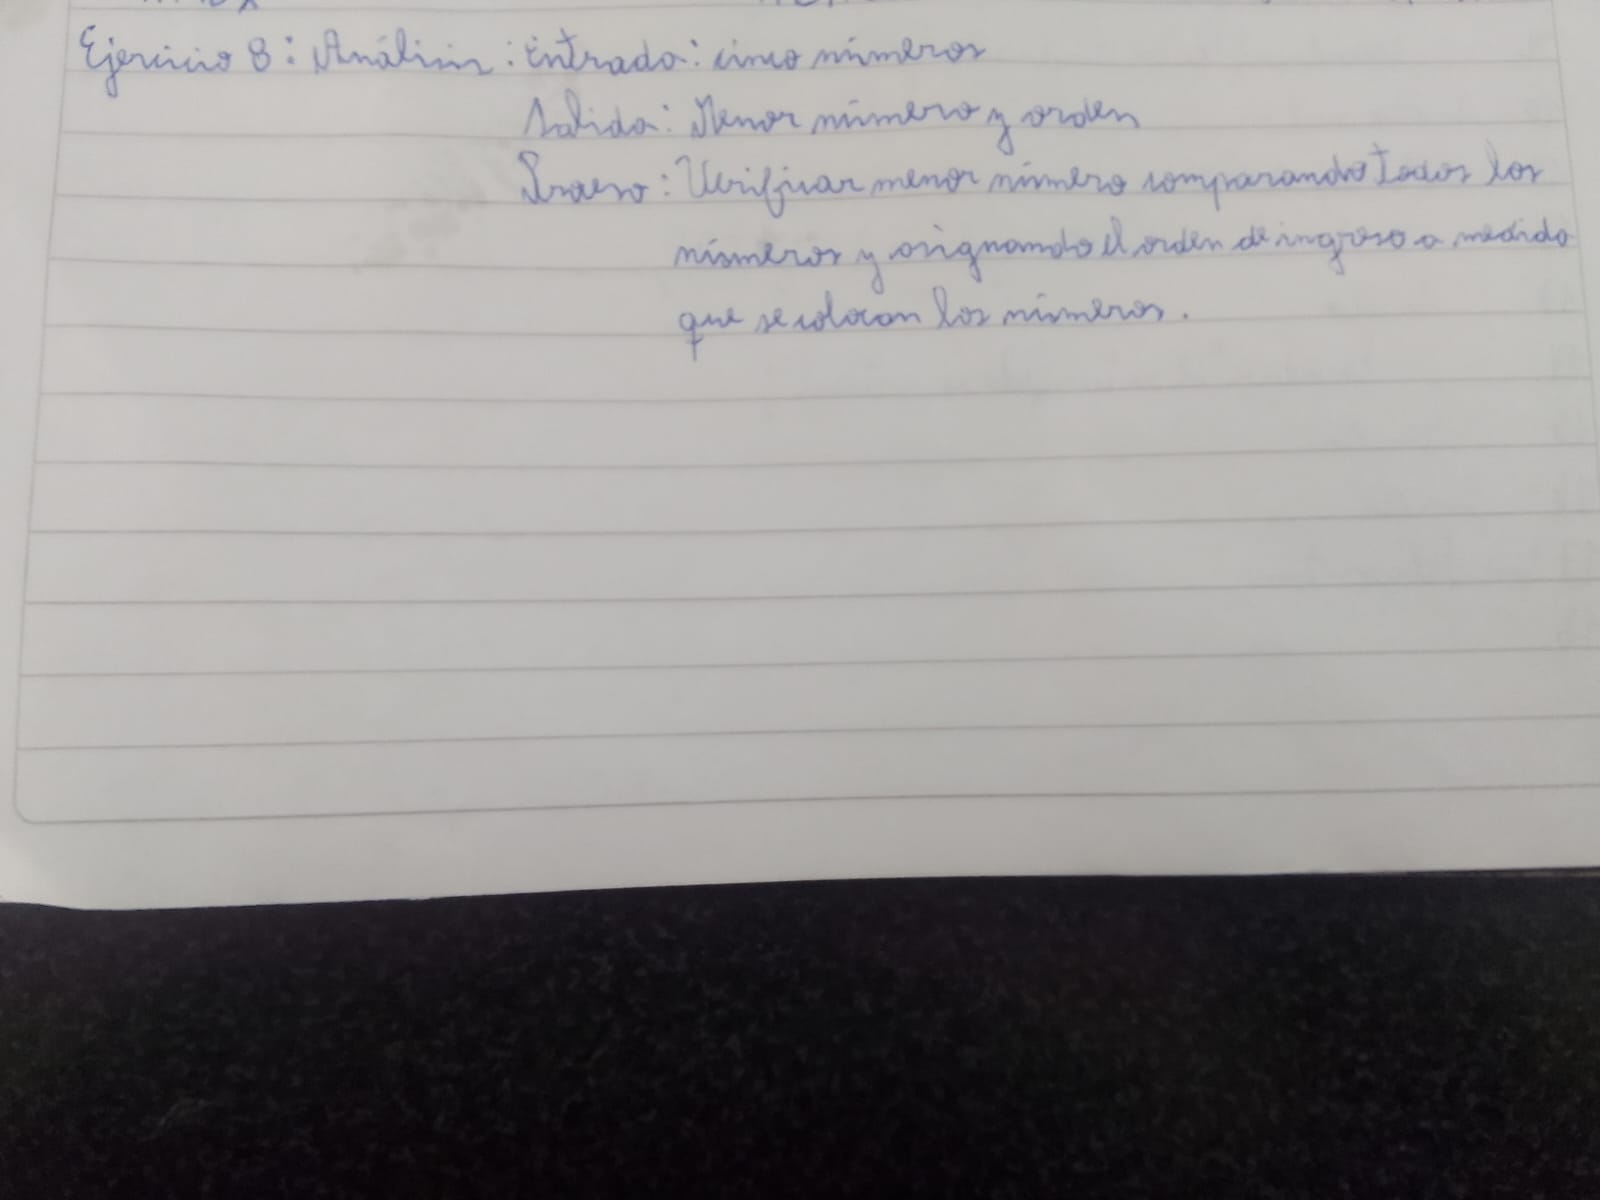 Ejercicio 8: Análisis: Entrada: cinco números
Salida: Menor número y orden
Proceso: Verificar menor número comparando todos los
números y asignando el orden de ingreso a medida
que se colocan los números.